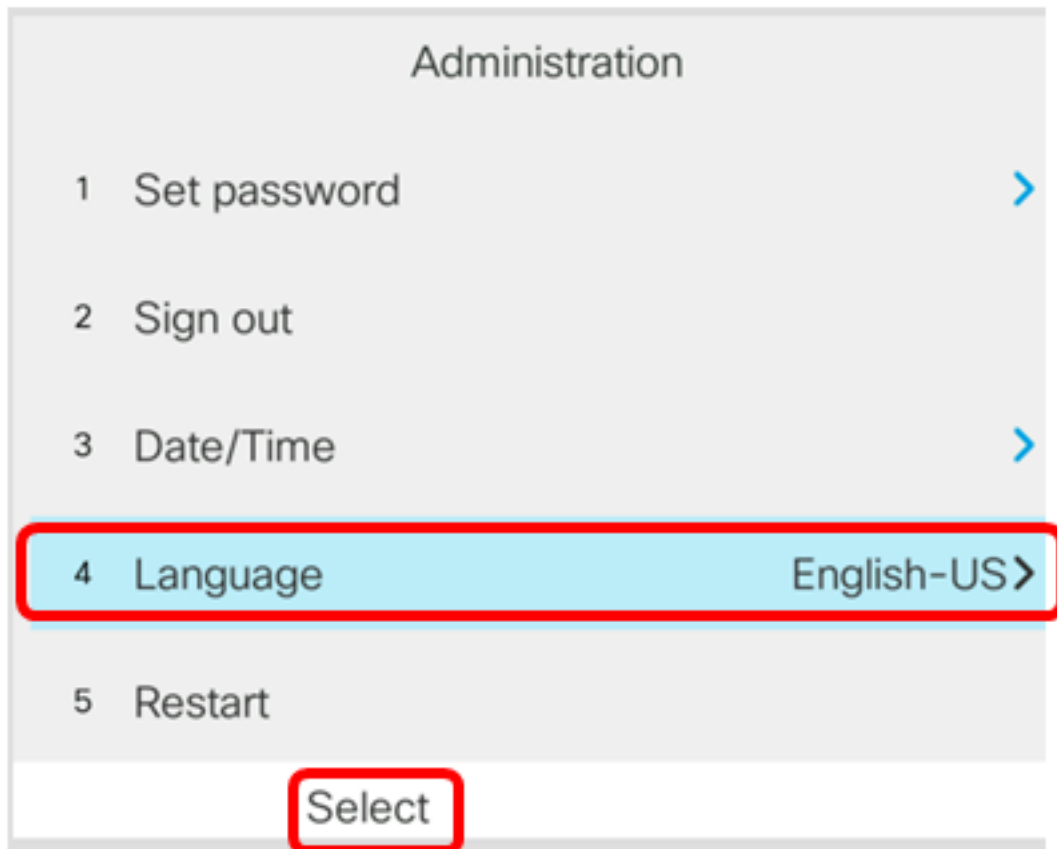 Administration
1 Set password
2 Sign out
3 Date/Time
4 Language English-US
5 Restart
Select